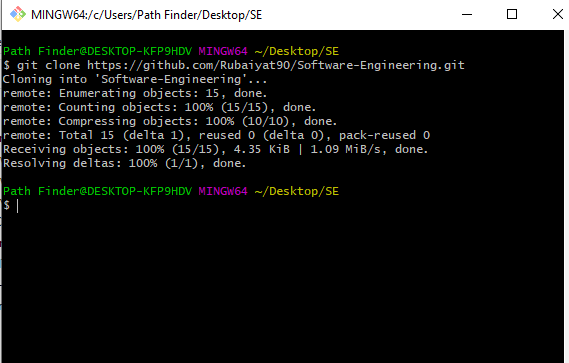 MINGW64:/c/Users/Path Finder/Desktop/SE
Path Finder@DESKTOP-KFP9HDV MINGW64 ~/Desktop/SE
$ git clone https://github.com/Rubaiyat90/Software-Engineering.git
Cloning into 'Software-Engineering'...
remote: Enumerating objects: 15, done.
remote: Counting objects: 100% (15/15), done.
remote: Compressing objects: 100% (10/10), done.
remote: Total 15 (delta 1), reused 0 (delta 0), pack-reused 0
Receiving objects: 100% (15/15), 4.35 KiB | 1.09 MiB/s, done.
Resolving deltas: 100% (1/1), done.
Path Finder@DESKTOP-KFP9HDV MINGW64 ~/Desktop/SE
$